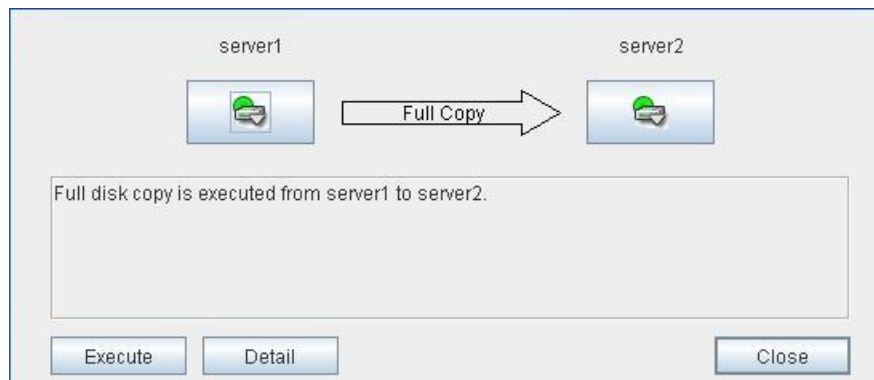 server1
server2
Full Copy
Full disk copy is executed from server1 to server2.
Execute
Detail
Close